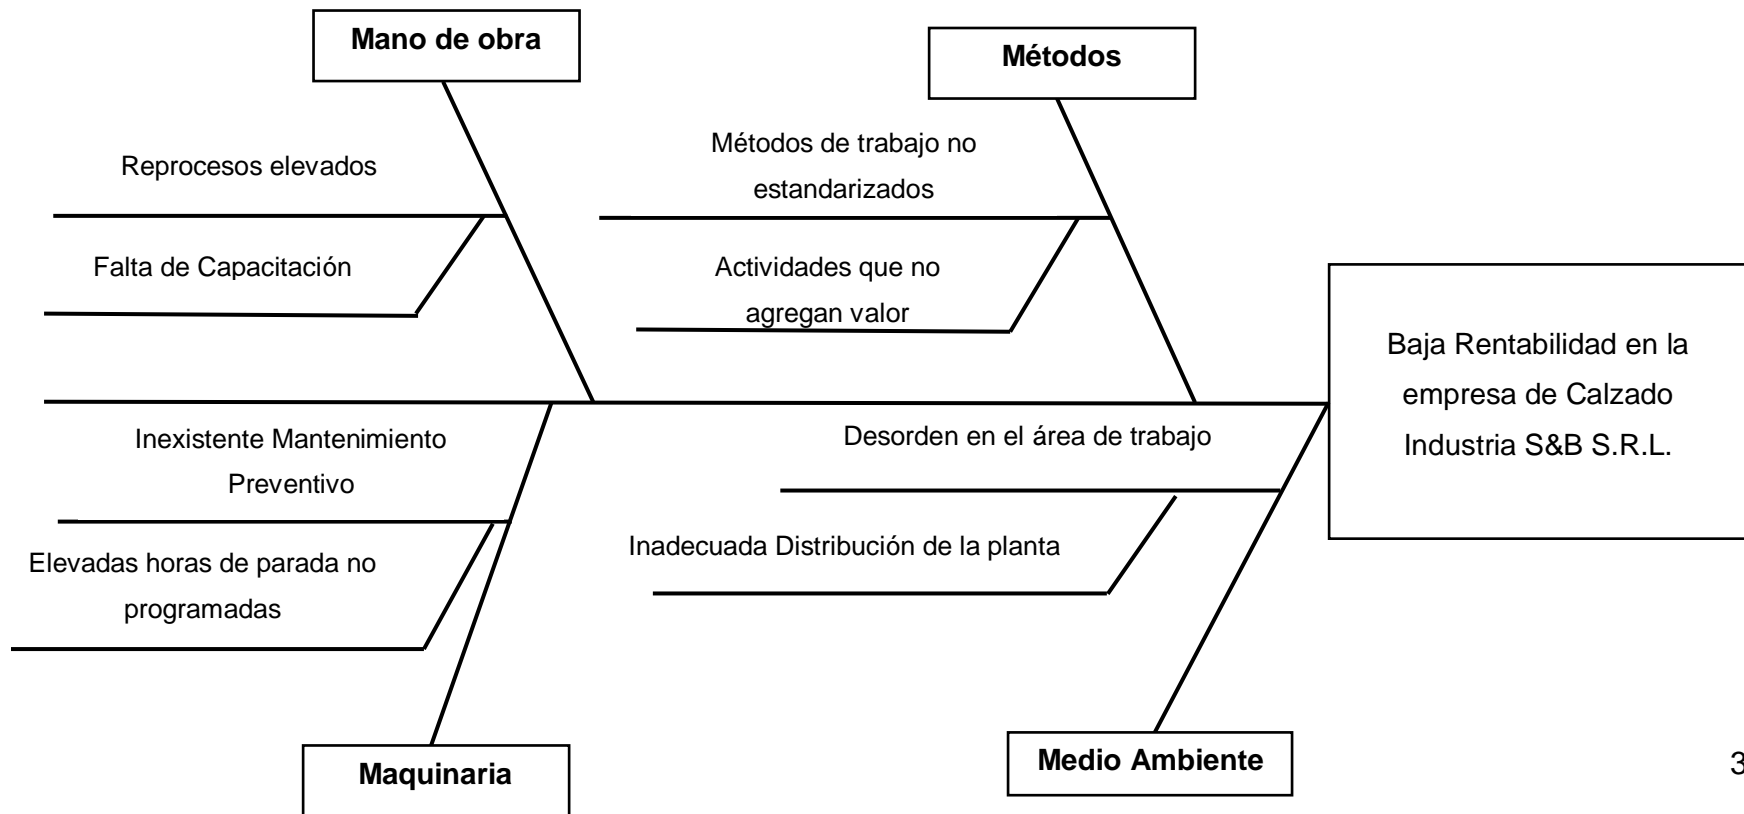 Mano de obra
Métodos
Reprocesos elevados
Falta de Capacitación
Métodos de trabajo no
estandarizados
Actividades que no
agregan valor
Baja Rentabilidad en la
empresa de Calzado
Industria S&B S.R.L.
Inexistente Mantenimiento
Preventivo
Elevadas horas de parada no
programadas
Desorden en el área de trabajo
Inadecuada Distribución de la planta
Maquinaria
Medio Ambiente
3